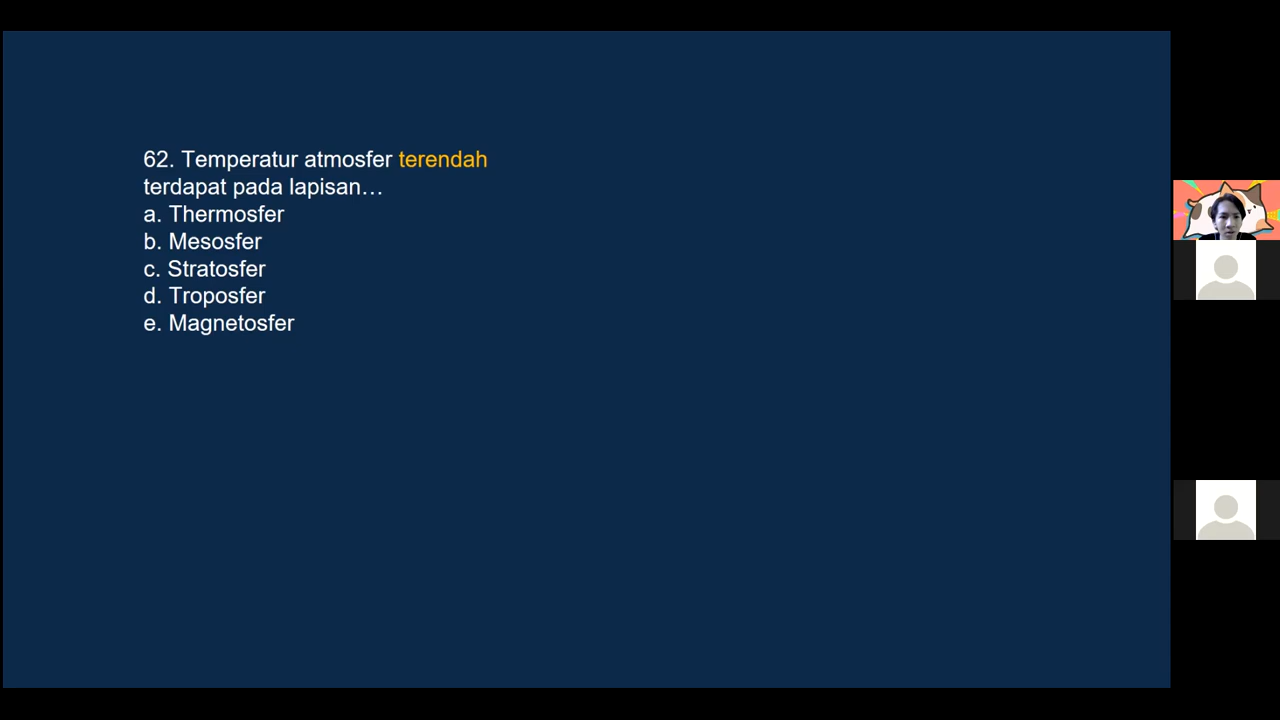 62. Temperatur atmosfer terendah
terdapat pada lapisan…
a. Thermosfer
b. Mesosfer
c. Stratosfer
d. Troposfer
e. Magnetosfer